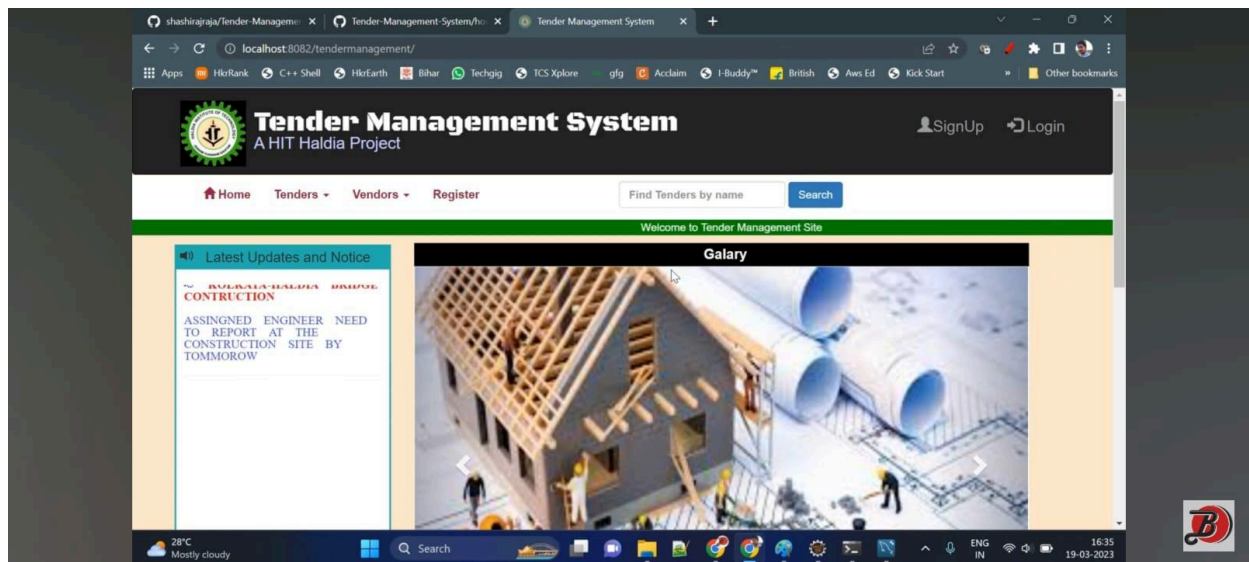 shashirajraja/Tender-Manageme
Tender-Management-System/ho
Tender Management System
localhost:8082/tendermanagement/
Apps
HkrRank
C++ Shell
HkrEarth
Bihar
Techgig
TCS Xplore
gfg
Acclaim
I-Buddy™
British
Aws Ed
Kick Start
»
Other bookmarks
Tender Management System
A HIT Haldia Project
SignUp
Login
Home
Tenders
Vendors
Register
Find Tenders by name
Search
Welcome to Tender Management Site
Latest Updates and Notice
Galary
KOLKATA-HALDIA BRIDGE
CONTRUCTION
ASSINGNED ENGINEER NEED
TO REPORT AT THE
CONSTRUCTION SITE BY
TOMMOROW
28°C
Mostly cloudy
Search
ENG
IN
16:35
19-03-2023
B